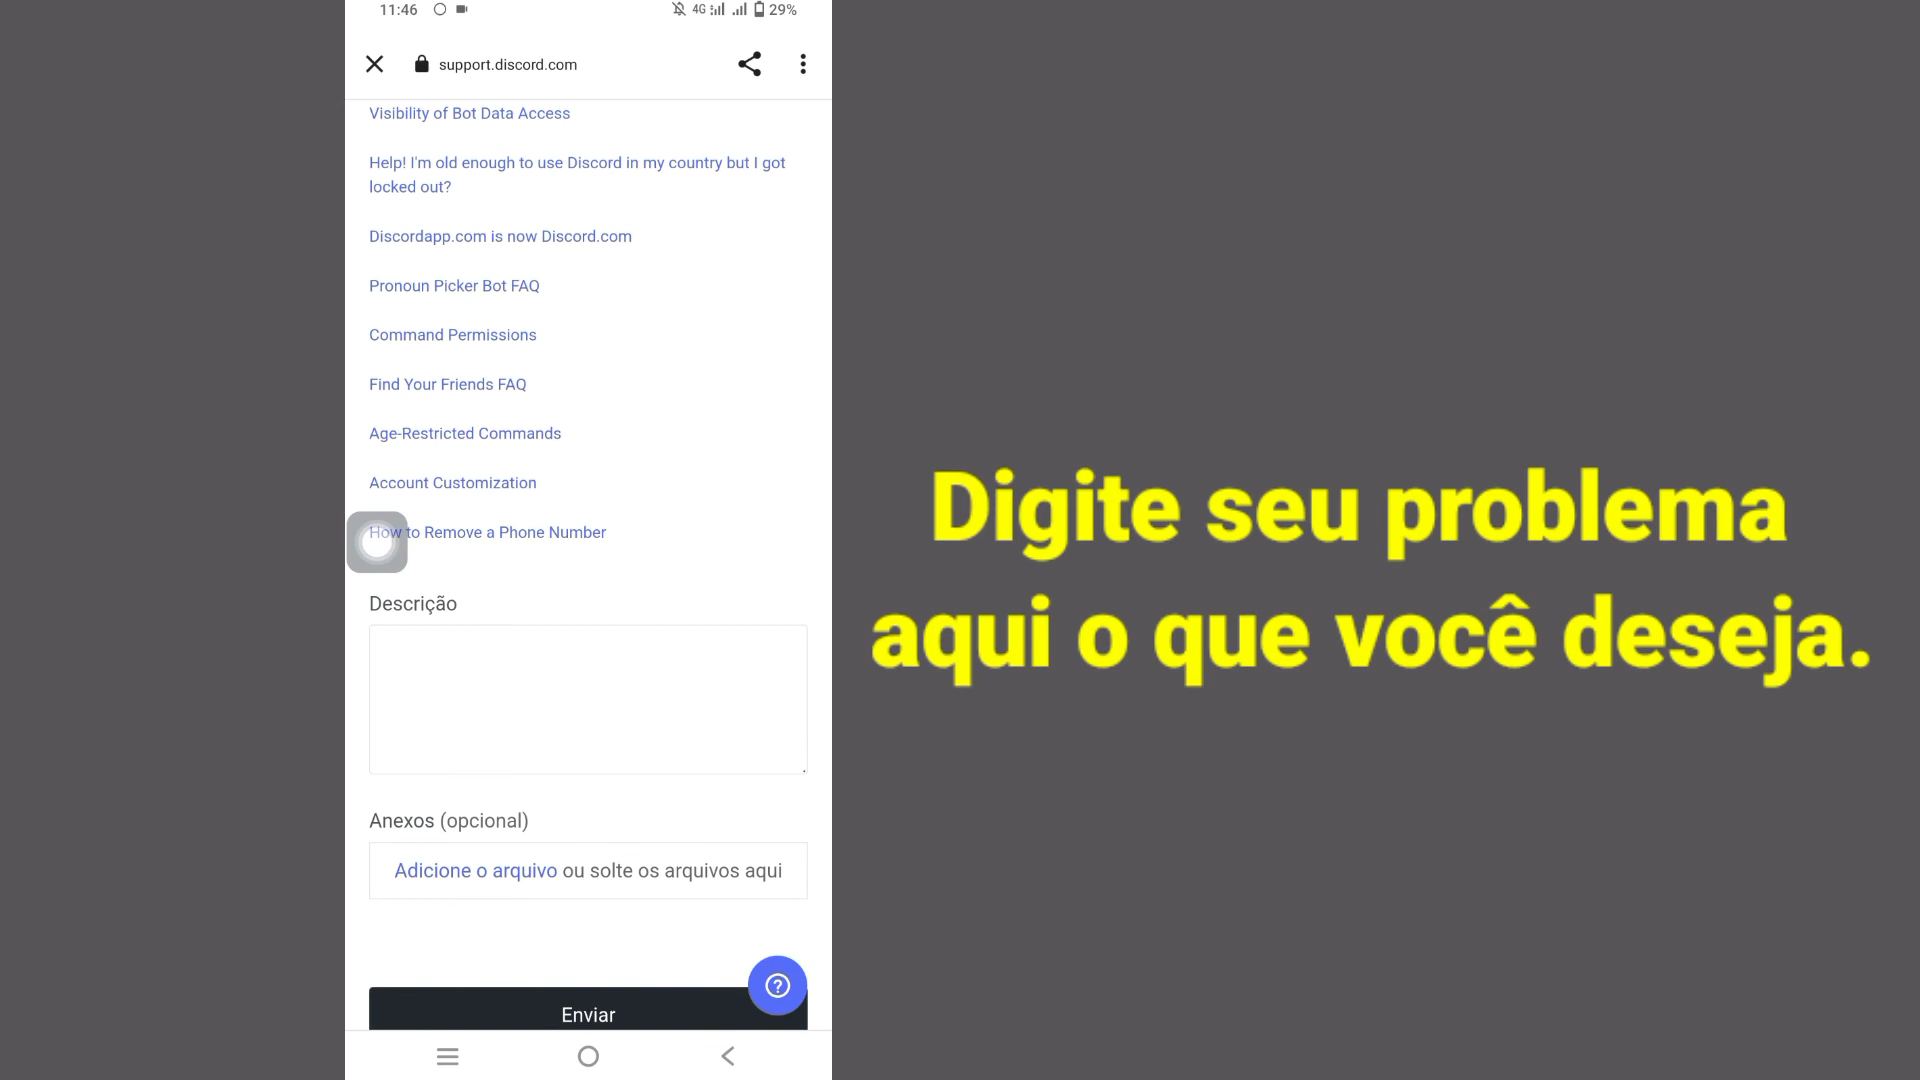 11:46
4G
29%
support.discord.com
Visibility of Bot Data Access
Help! I'm old enough to use Discord in my country but I got
locked out?
Discordapp.com is now Discord.com
Pronoun Picker Bot FAQ
Command Permissions
Find Your Friends FAQ
Age-Restricted Commands
Account Customization
How to Remove a Phone Number
Descrição
Anexos (opcional)
Adicione o arquivo ou solte os arquivos aqui
Enviar
Digite seu problema
aqui o que você deseja.